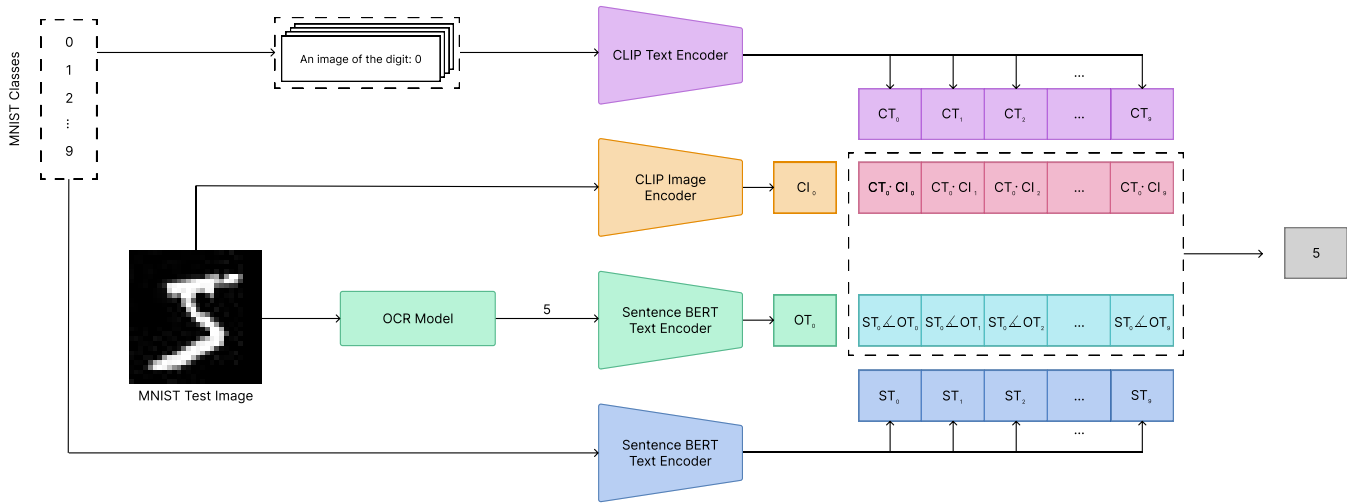 MNIST Classes
0
1
2
...
9
An image of the digit: 0
CLIP Text Encoder
...
CT₀ CT₁ CT₂ ... CT₉
CLIP Image
Encoder
CI₀
CT₀· CI₀ CT₀· CI₁ CT₀· CI₂ ... CT₀· CI₉
5
MNIST Test Image
OCR Model
5
Sentence BERT
Text Encoder
OT₀
ST₀∡OT₀ ST₀∡OT₁ ST₀∡OT₂ ... ST₀∡OT₉
Sentence BERT
Text Encoder
ST₀ ST₁ ST₂ ... ST₉
...
5